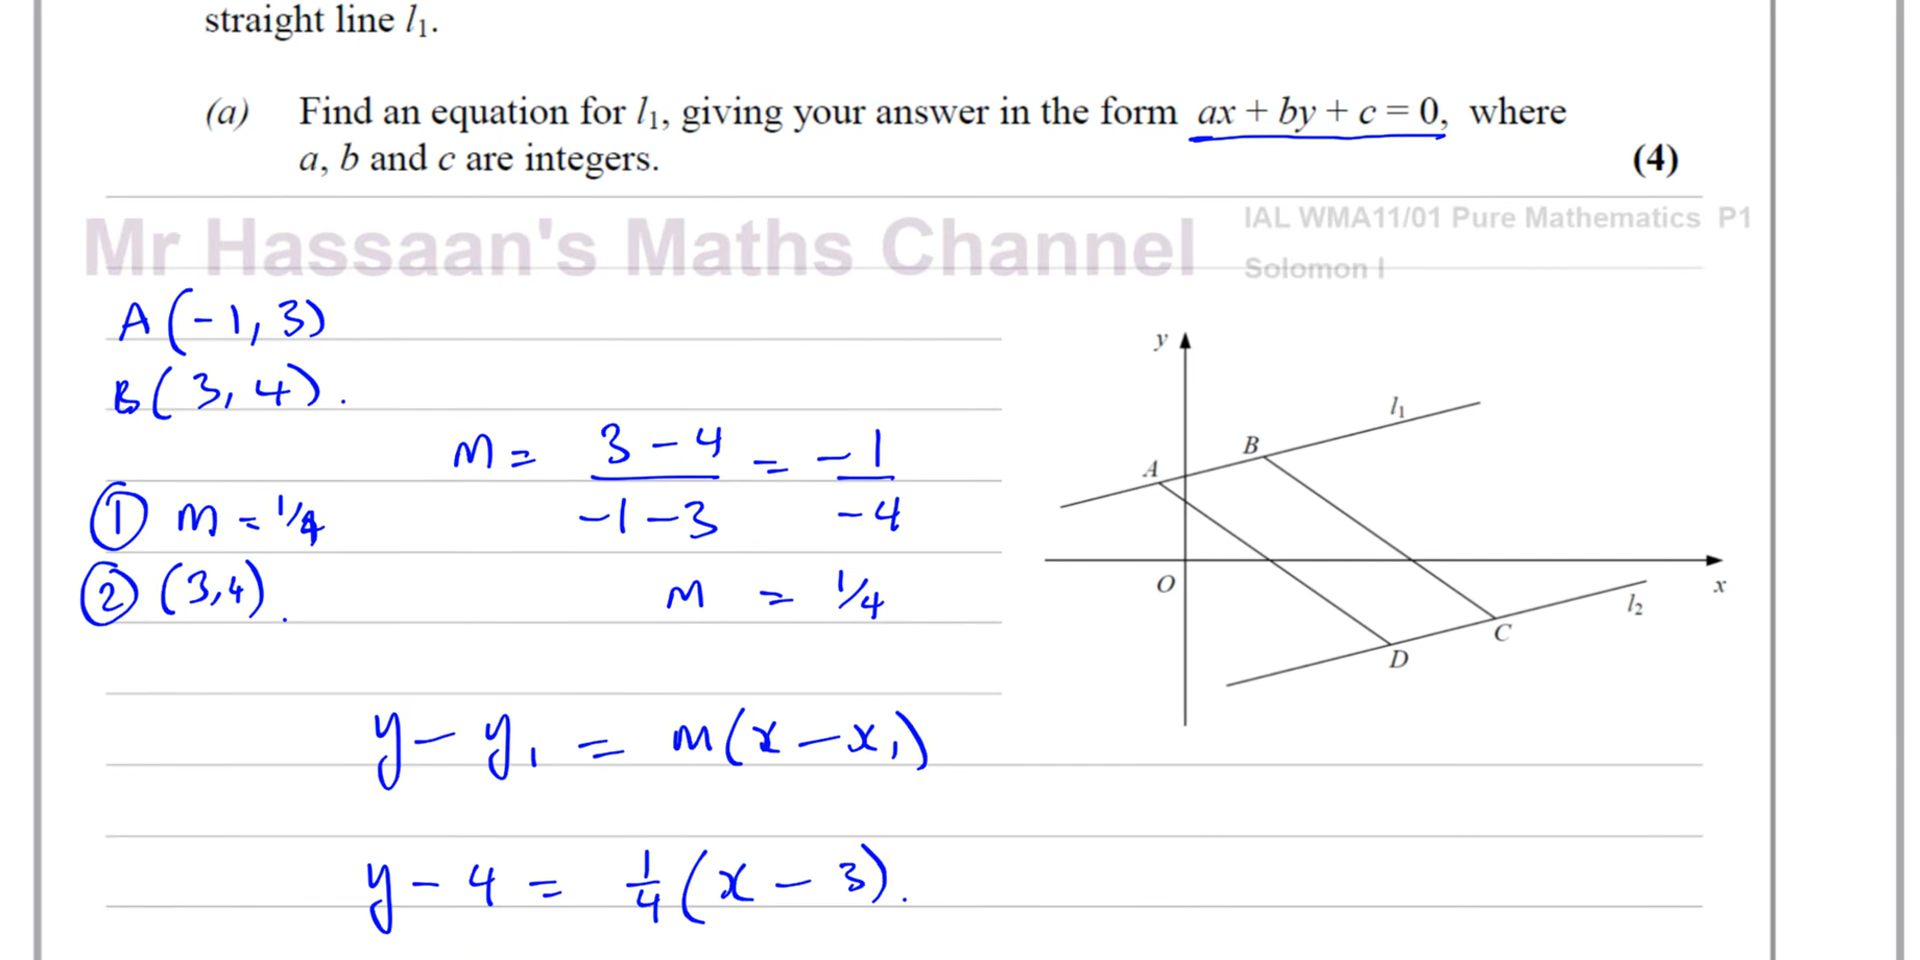 straight line l₁.
(a) Find an equation for l₁, giving your answer in the form ax + by + c = 0, where
a, b and c are integers.
(4)
Mr Hassaan's Maths Channel
IAL WMA11/01 Pure Mathematics P1
Solomon I
A(-1, 3)
B(3, 4).
m = (3 - 4)/(-1 - 3) = -1/-4
① m = 1/4
② (3,4).
m = 1/4
y - y₁ = m(x - x₁)
y - 4 = 1/4 (x - 3).
y
l₁
B
A
O
x
l₂
C
D